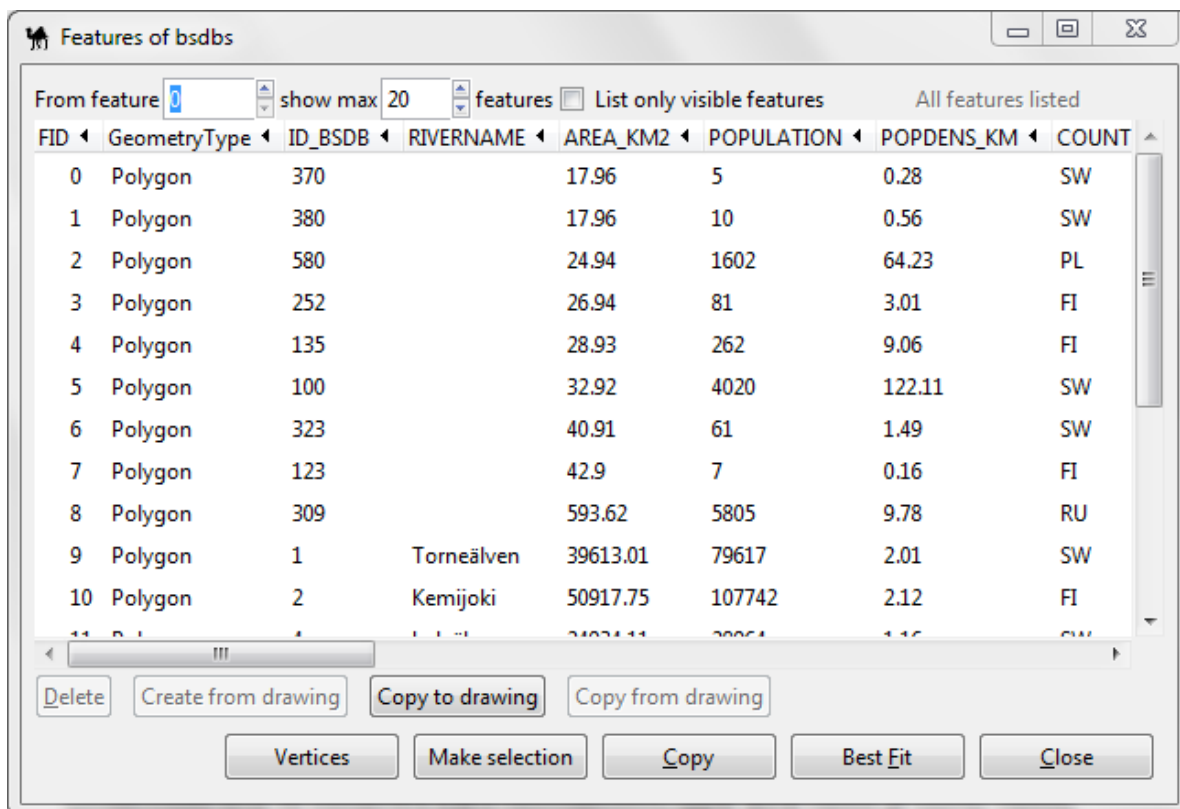 Features of bsdbs
From feature 0 show max 20 features List only visible features All features listed
FID GeometryType ID_BSDB RIVERNAME AREA_KM2 POPULATION POPDENS_KM COUNT
0 Polygon 370 17.96 5 0.28 SW
1 Polygon 380 17.96 10 0.56 SW
2 Polygon 580 24.94 1602 64.23 PL
3 Polygon 252 26.94 81 3.01 FI
4 Polygon 135 28.93 262 9.06 FI
5 Polygon 100 32.92 4020 122.11 SW
6 Polygon 323 40.91 61 1.49 SW
7 Polygon 123 42.9 7 0.16 FI
8 Polygon 309 593.62 5805 9.78 RU
9 Polygon 1 Torneälven 39613.01 79617 2.01 SW
10 Polygon 2 Kemijoki 50917.75 107742 2.12 FI
Delete Create from drawing Copy to drawing Copy from drawing
Vertices Make selection Copy Best Fit Close